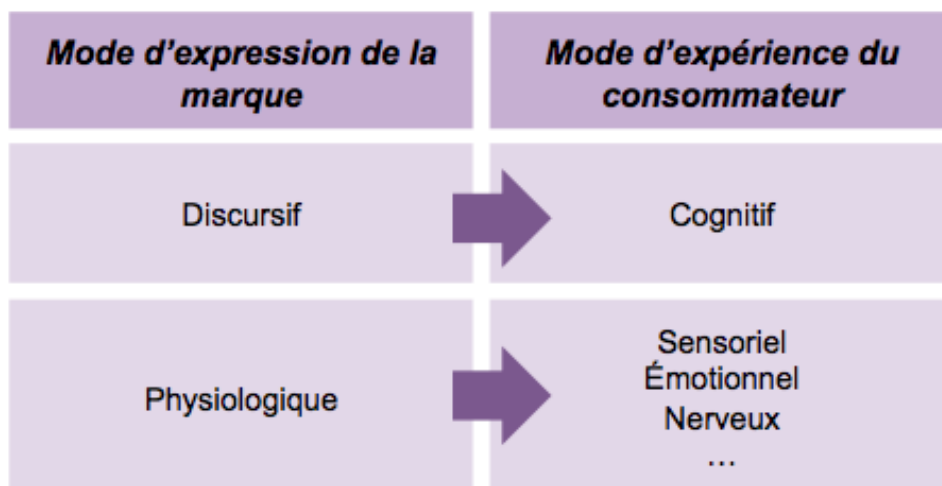 Mode d'expression de la
marque
Mode d'expérience du
consommateur
Discursif
Cognitif
Physiologique
Sensoriel
Émotionnel
Nerveux
…